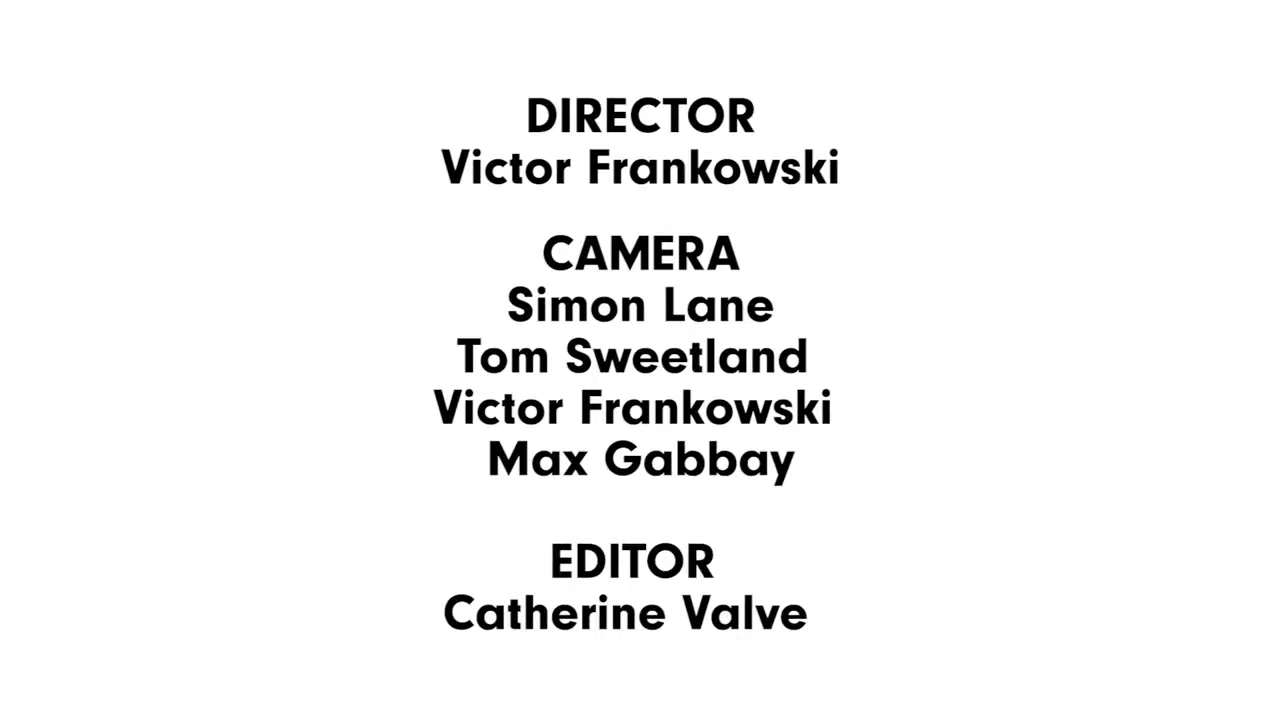 DIRECTOR
Victor Frankowski
CAMERA
Simon Lane
Tom Sweetland
Victor Frankowski
Max Gabbay
EDITOR
Catherine Valve